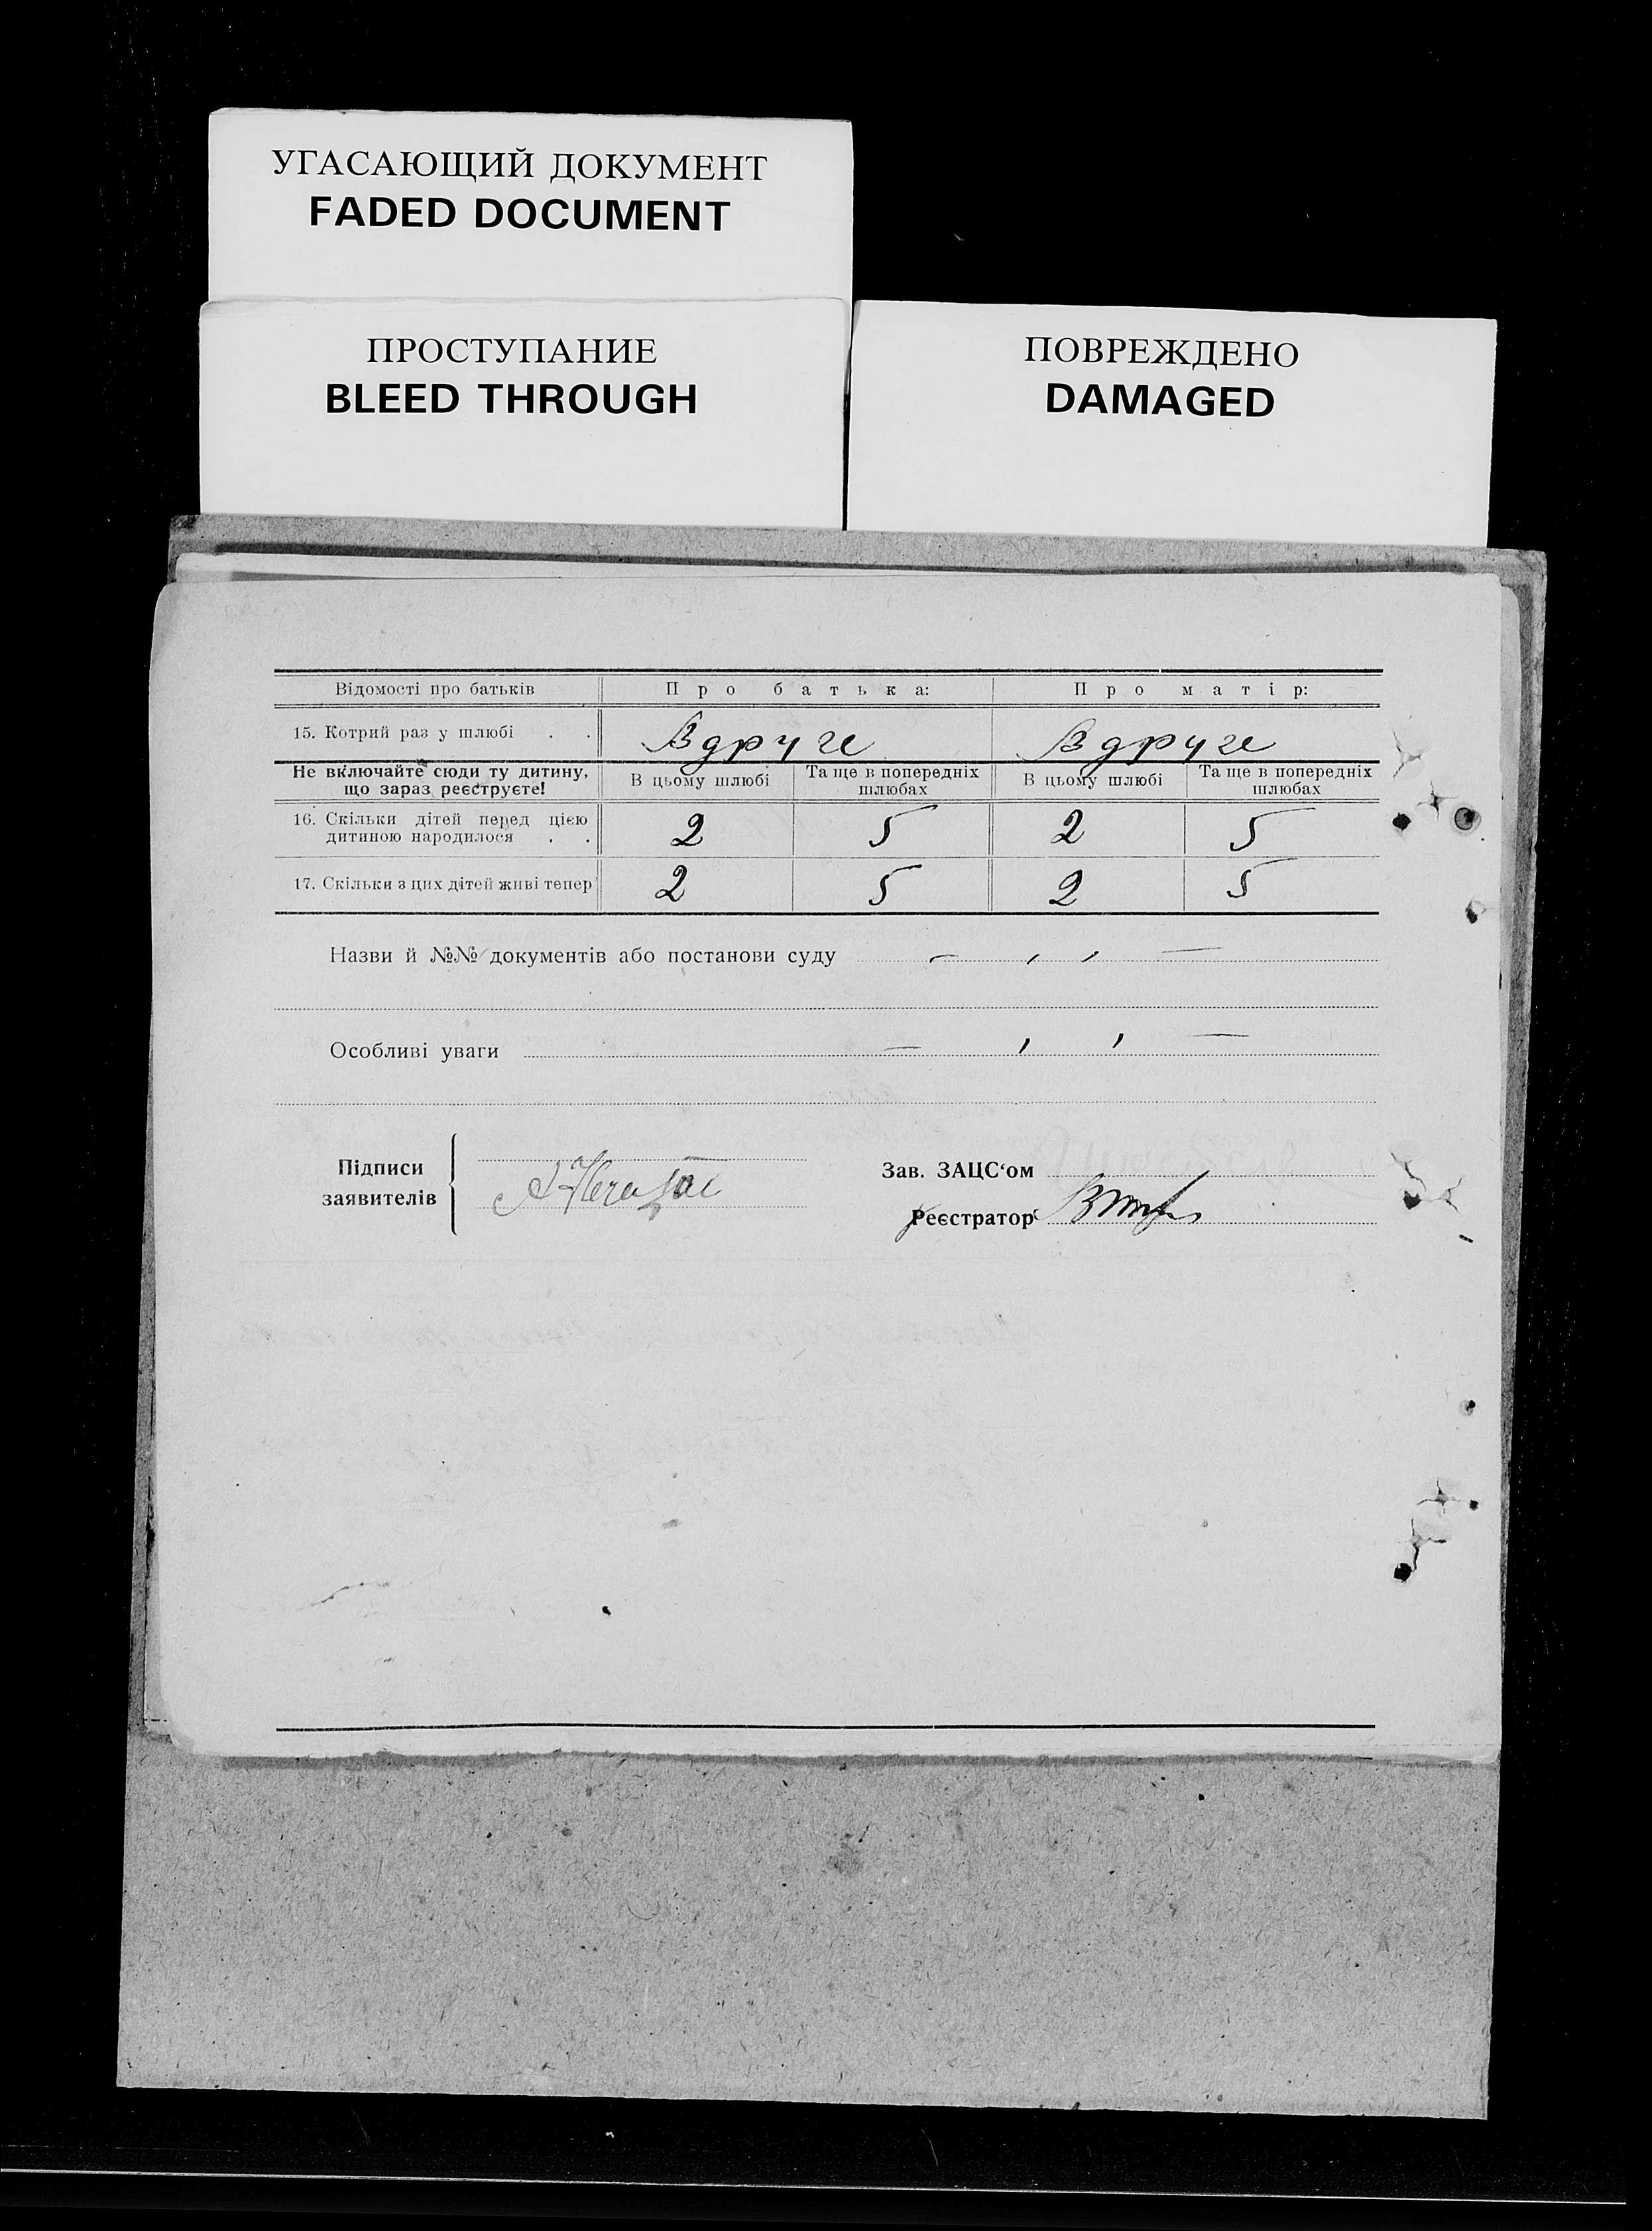 УГАСАЮЩИЙ ДОКУМЕНТ
FADED DOCUMENT
ПРОСТУПАНИЕ
BLEED THROUGH
ПОВРЕЖДЕНО
DAMAGED
Відомості про батьків Про батька: Про матір:
15. Котрий раз у шлюбі . . Вдруге Вдруге
Не включайте сюди ту дитину, що зараз реєструєте! В цьому шлюбі Та ще в попередніх шлюбах В цьому шлюбі Та ще в попередніх шлюбах
16. Скільки дітей перед цією
дитиною народилося . . 2 5 2 5
17. Скільки з цих дітей живі тепер 2 5 2 5
Назви й №№ документів або постанови суду — , , —
Особливі уваги — , , —
Підписи
заявителів
Зав. ЗАЦС‘ом
Реєстратор